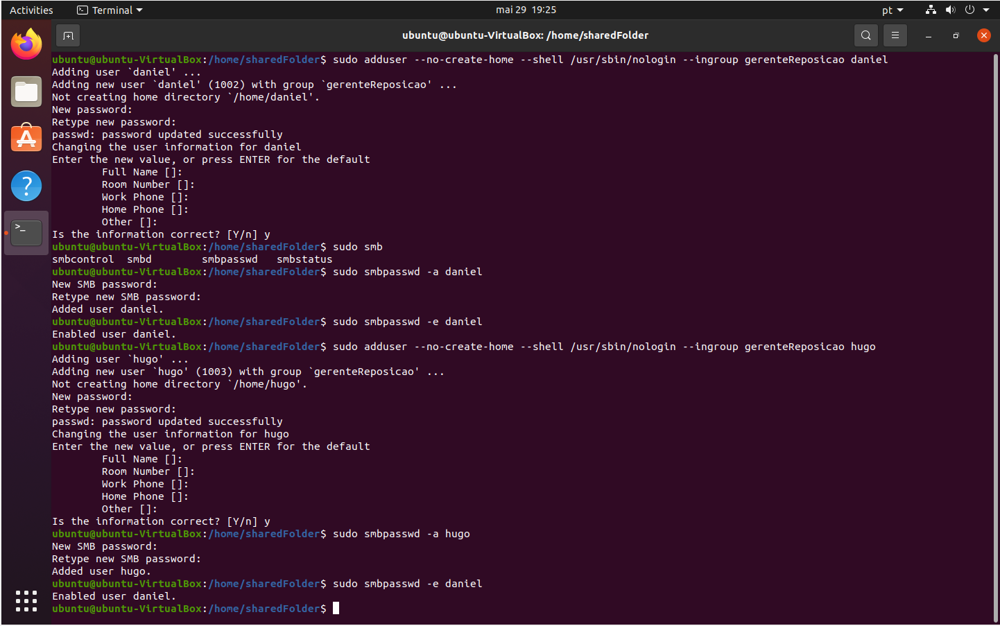 Activities Terminal mai 29 19:25 pt
ubuntu@ubuntu-VirtualBox: /home/sharedFolder
ubuntu@ubuntu-VirtualBox:/home/sharedFolder$ sudo adduser --no-create-home --shell /usr/sbin/nologin --ingroup gerenteReposicao daniel
Adding user `daniel' ...
Adding new user `daniel' (1002) with group `gerenteReposicao' ...
Not creating home directory `/home/daniel'.
New password:
Retype new password:
passwd: password updated successfully
Changing the user information for daniel
Enter the new value, or press ENTER for the default
Full Name []:
Room Number []:
Work Phone []:
Home Phone []:
Other []:
Is the information correct? [Y/n] y
ubuntu@ubuntu-VirtualBox:/home/sharedFolder$ sudo smb
smbcontrol smbd smbpasswd smbstatus
ubuntu@ubuntu-VirtualBox:/home/sharedFolder$ sudo smbpasswd -a daniel
New SMB password:
Retype new SMB password:
Added user daniel.
ubuntu@ubuntu-VirtualBox:/home/sharedFolder$ sudo smbpasswd -e daniel
Enabled user daniel.
ubuntu@ubuntu-VirtualBox:/home/sharedFolder$ sudo adduser --no-create-home --shell /usr/sbin/nologin --ingroup gerenteReposicao hugo
Adding user `hugo' ...
Adding new user `hugo' (1003) with group `gerenteReposicao' ...
Not creating home directory `/home/hugo'.
New password:
Retype new password:
passwd: password updated successfully
Changing the user information for hugo
Enter the new value, or press ENTER for the default
Full Name []:
Room Number []:
Work Phone []:
Home Phone []:
Other []:
Is the information correct? [Y/n] y
ubuntu@ubuntu-VirtualBox:/home/sharedFolder$ sudo smbpasswd -a hugo
New SMB password:
Retype new SMB password:
Added user hugo.
ubuntu@ubuntu-VirtualBox:/home/sharedFolder$ sudo smbpasswd -e daniel
Enabled user daniel.
ubuntu@ubuntu-VirtualBox:/home/sharedFolder$